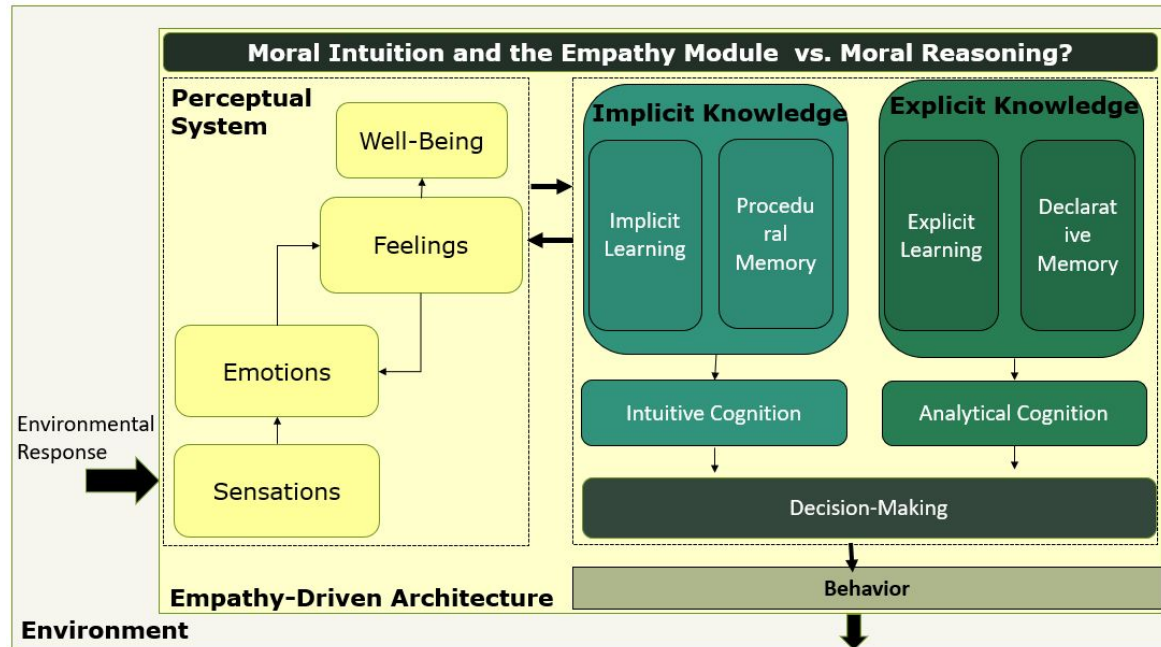 Moral Intuition and the Empathy Module vs. Moral Reasoning?
Perceptual
System
Well-Being
Feelings
Emotions
Sensations
Environmental
Response
Implicit Knowledge
Implicit
Learning
Procedu
ral
Memory
Explicit Knowledge
Explicit
Learning
Declarat
ive
Memory
Intuitive Cognition
Analytical Cognition
Decision-Making
Behavior
Empathy-Driven Architecture
Environment